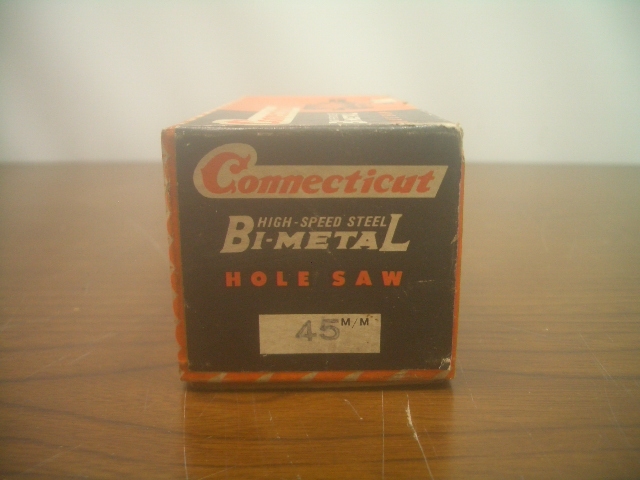 Connecticut
HIGH-SPEED STEEL
BI-METAL
HOLE SAW
45 M/M